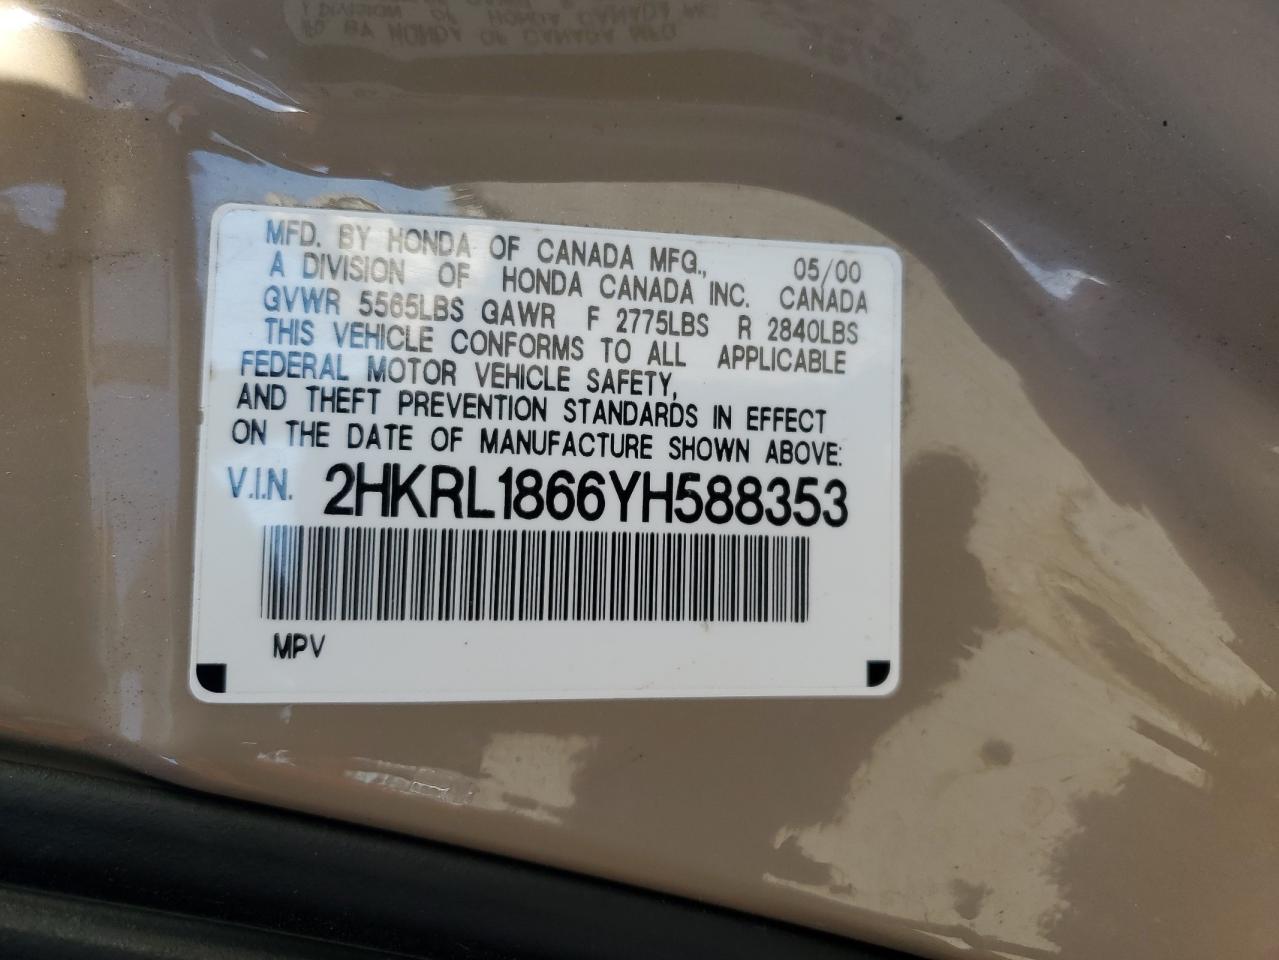 MFD. BY HONDA OF CANADA MFG., 05/00
A DIVISION OF HONDA CANADA INC. CANADA
GVWR 5565LBS GAWR F 2775LBS R 2840LBS
THIS VEHICLE CONFORMS TO ALL APPLICABLE
FEDERAL MOTOR VEHICLE SAFETY,
AND THEFT PREVENTION STANDARDS IN EFFECT
ON THE DATE OF MANUFACTURE SHOWN ABOVE:
V.I.N. 2HKRL1866YH588353
MPV